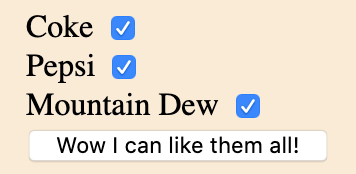 Coke
Pepsi
Mountain Dew
Wow I can like them all!